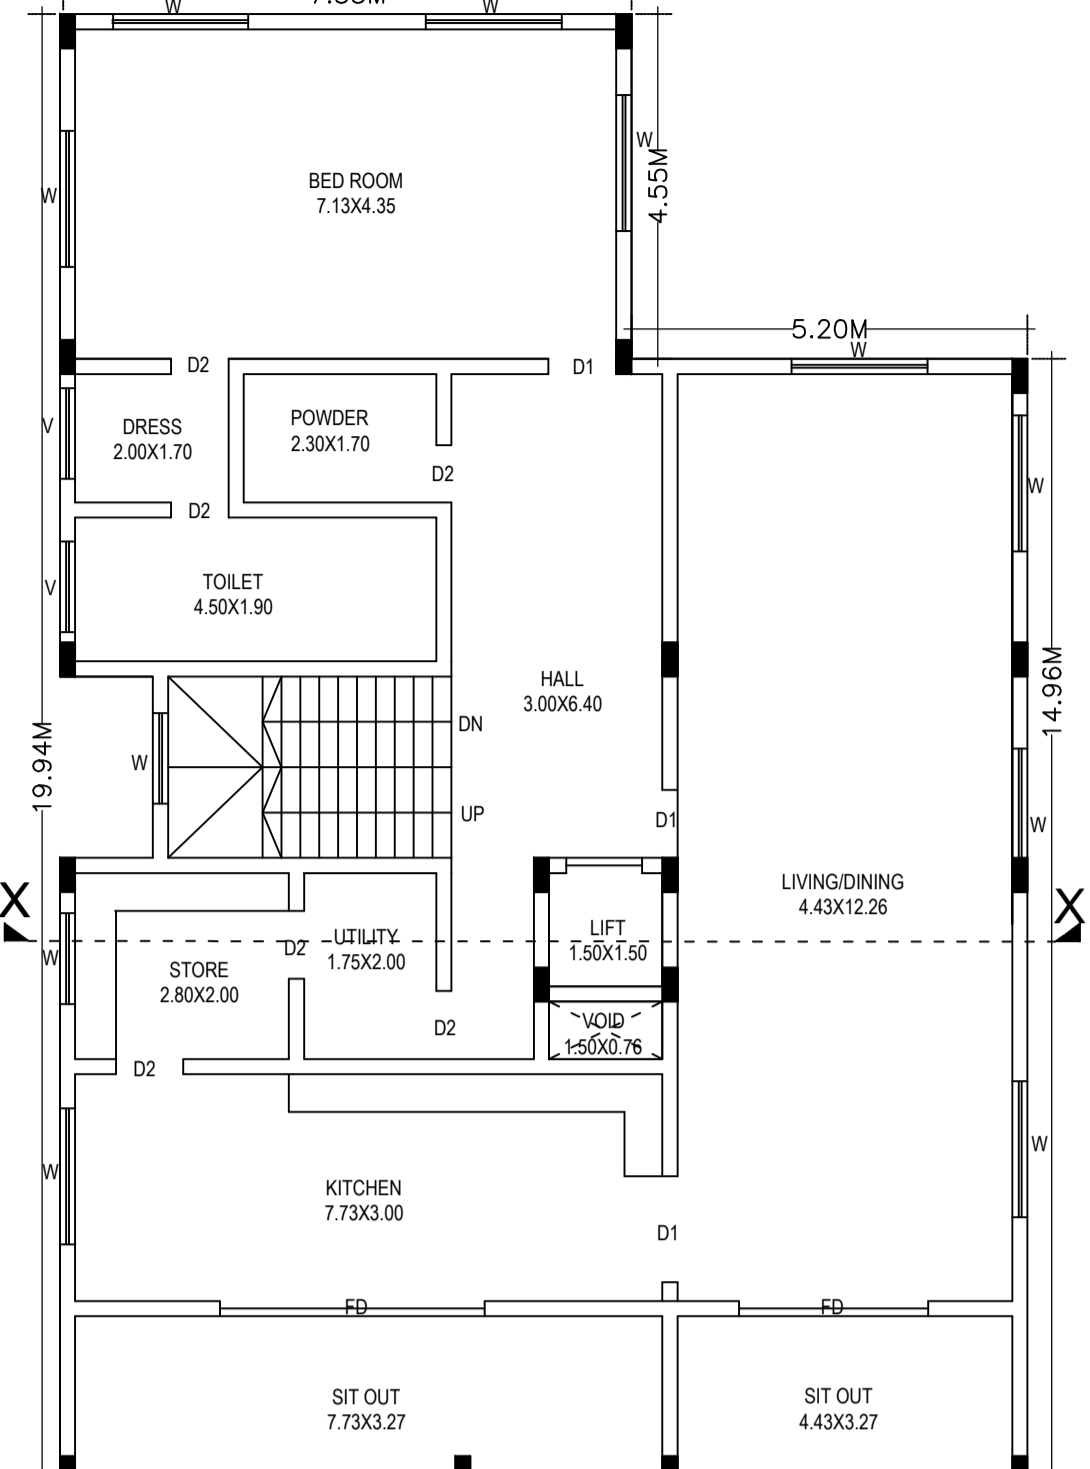 W
W
W
4.55M
W
BED ROOM
7.13X4.35
5.20M
W
D2
D1
V
DRESS
2.00X1.70
POWDER
2.30X1.70
D2
W
D2
V
TOILET
4.50X1.90
HALL
3.00X6.40
14.96M
19.94M
DN
W
UP
D1
W
X
LIVING/DINING
4.43X12.26
X
W
D2
UTILITY
1.75X2.00
LIFT
1.50X1.50
STORE
2.80X2.00
D2
VOID
1.50X0.76
D2
W
W
KITCHEN
7.73X3.00
D1
FD
FD
SIT OUT
7.73X3.27
SIT OUT
4.43X3.27